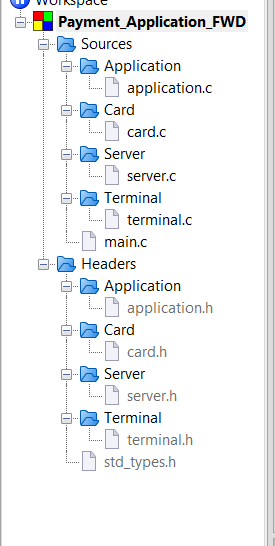 Workspace
Payment_Application_FWD
Sources
Application
application.c
Card
card.c
Server
server.c
Terminal
terminal.c
main.c
Headers
Application
application.h
Card
card.h
Server
server.h
Terminal
terminal.h
std_types.h